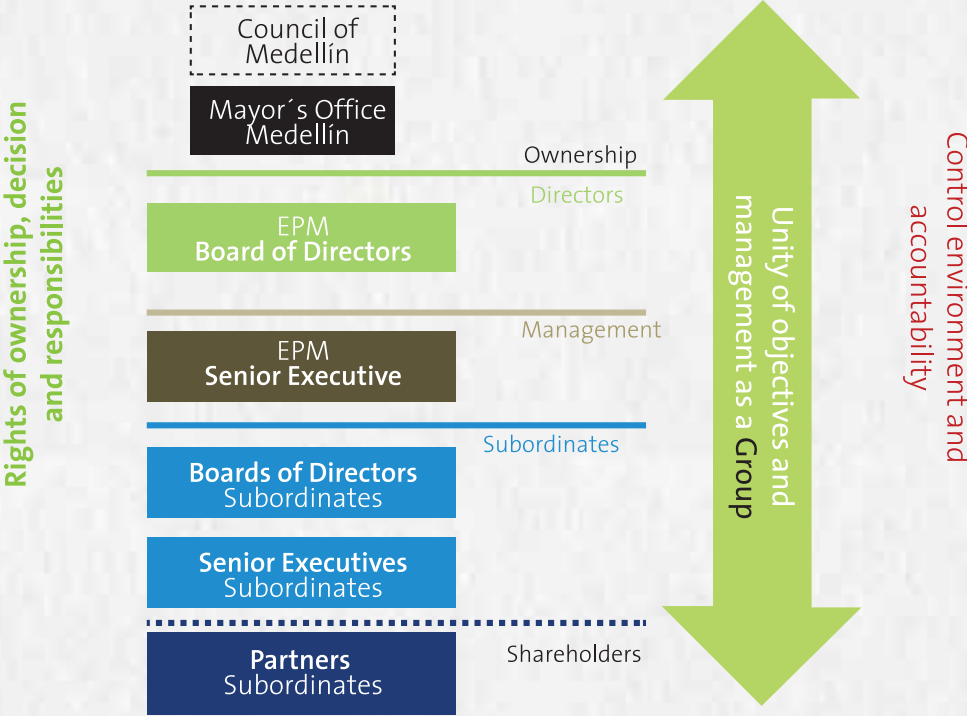 Council of
Medellín
Mayor´s Office
Medellín
Ownership
Directors
EPM
Board of Directors
Management
EPM
Senior Executive
Subordinates
Boards of Directors
Subordinates
Senior Executives
Subordinates
Shareholders
Partners
Subordinates
Rights of ownership, decision
and responsibilities
Unity of objectives and
management as a Group
Control environment and
accountability